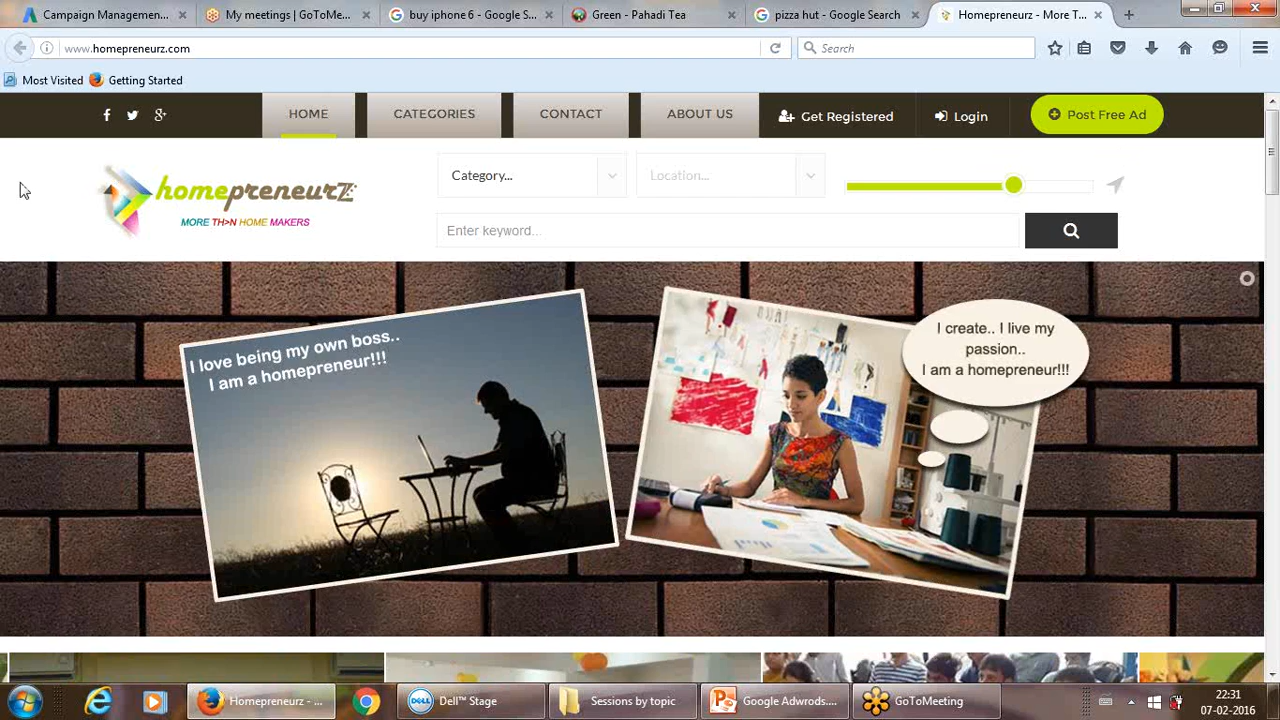 Campaign Managemen...
My meetings | GoToMe...
buy iphone 6 - Google S...
Green - Pahadi Tea
pizza hut - Google Search
Homepreneurz - More T...
www.homepreneurz.com
Search
Most Visited
Getting Started
HOME
CATEGORIES
CONTACT
ABOUT US
Get Registered
Login
Post Free Ad
homepreneurz
MORE TH>N HOME MAKERS
Category...
Location...
Enter keyword...
I love being my own boss..
I am a homepreneur!!!
I create.. I live my
passion..
I am a homepreneur!!!
Homepreneurz - ...
DELL
Dell™ Stage
Sessions by topic
Google Adwrods....
GoToMeeting
22:31
07-02-2016